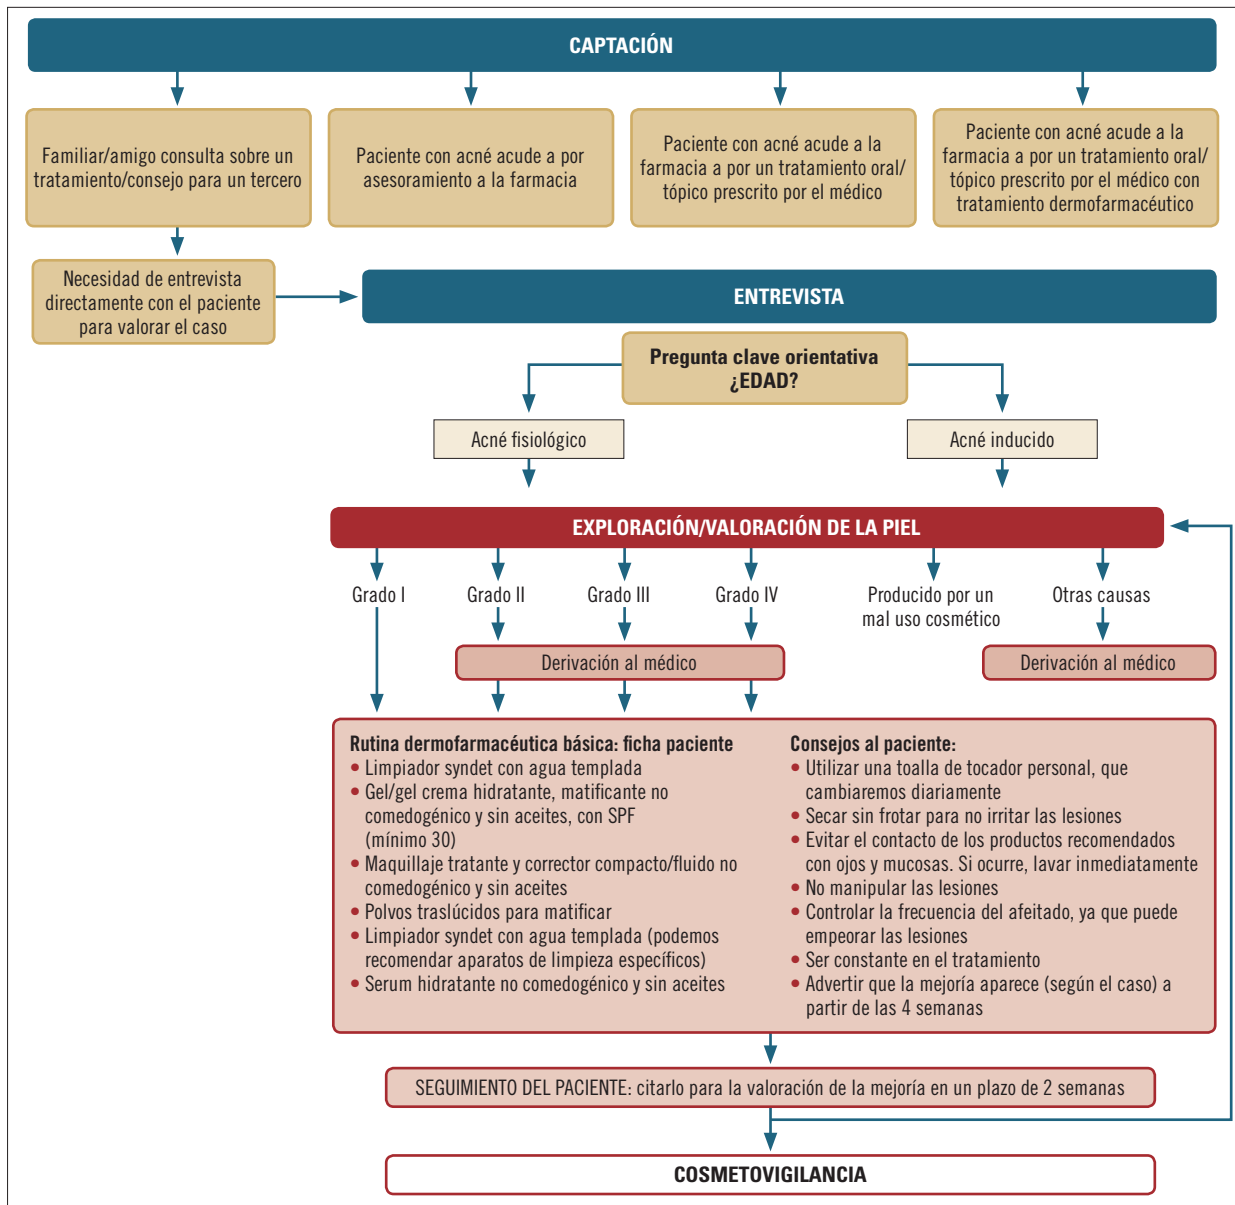 CAPTACIÓN
Familiar/amigo consulta sobre un
tratamiento/consejo para un tercero
Paciente con acné acude a por
asesoramiento a la farmacia
Paciente con acné acude a la
farmacia a por un tratamiento oral/
tópico prescrito por el médico
Paciente con acné acude a la
farmacia a por un tratamiento oral/
tópico prescrito por el médico con
tratamiento dermofarmacéutico
Necesidad de entrevista
directamente con el paciente
para valorar el caso
ENTREVISTA
Pregunta clave orientativa
¿EDAD?
Acné fisiológico
Acné inducido
EXPLORACIÓN/VALORACIÓN DE LA PIEL
Grado I
Grado II
Grado III
Grado IV
Producido por un
mal uso cosmético
Otras causas
Derivación al médico
Derivación al médico
Rutina dermofarmacéutica básica: ficha paciente
• Limpiador syndet con agua templada
• Gel/gel crema hidratante, matificante no
comedogénico y sin aceites, con SPF
(mínimo 30)
• Maquillaje tratante y corrector compacto/fluido no
comedogénico y sin aceites
• Polvos traslúcidos para matificar
• Limpiador syndet con agua templada (podemos
recomendar aparatos de limpieza específicos)
• Serum hidratante no comedogénico y sin aceites
Consejos al paciente:
• Utilizar una toalla de tocador personal, que
cambiaremos diariamente
• Secar sin frotar para no irritar las lesiones
• Evitar el contacto de los productos recomendados
con ojos y mucosas. Si ocurre, lavar inmediatamente
• No manipular las lesiones
• Controlar la frecuencia del afeitado, ya que puede
empeorar las lesiones
• Ser constante en el tratamiento
• Advertir que la mejoría aparece (según el caso) a
partir de las 4 semanas
SEGUIMIENTO DEL PACIENTE: citarlo para la valoración de la mejoría en un plazo de 2 semanas
COSMETOVIGILANCIA